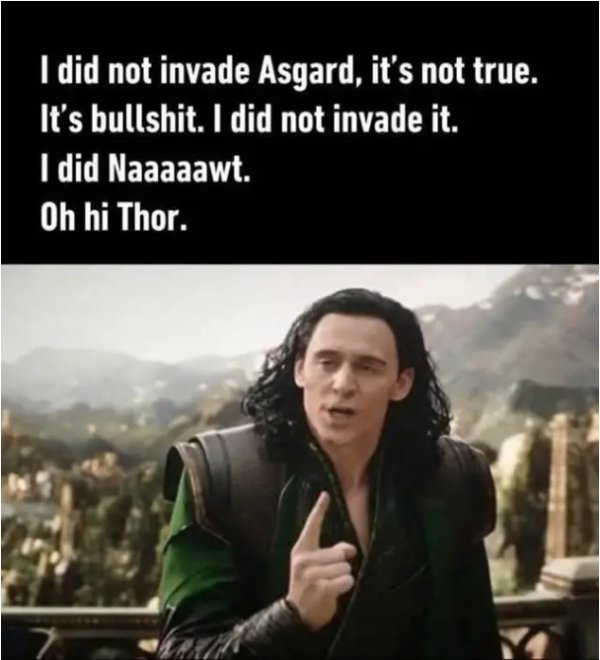 I did not invade Asgard, it's not true.
It's bullshit. I did not invade it.
I did Naaaaawt.
Oh hi Thor.